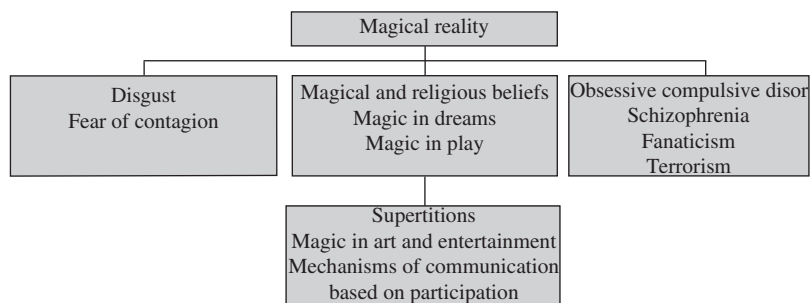 Magical reality
Disgust
Fear of contagion
Magical and religious beliefs
Magic in dreams
Magic in play
Obsessive compulsive disor
Schizophrenia
Fanaticism
Terrorism
Supertitions
Magic in art and entertainment
Mechanisms of communication
based on participation